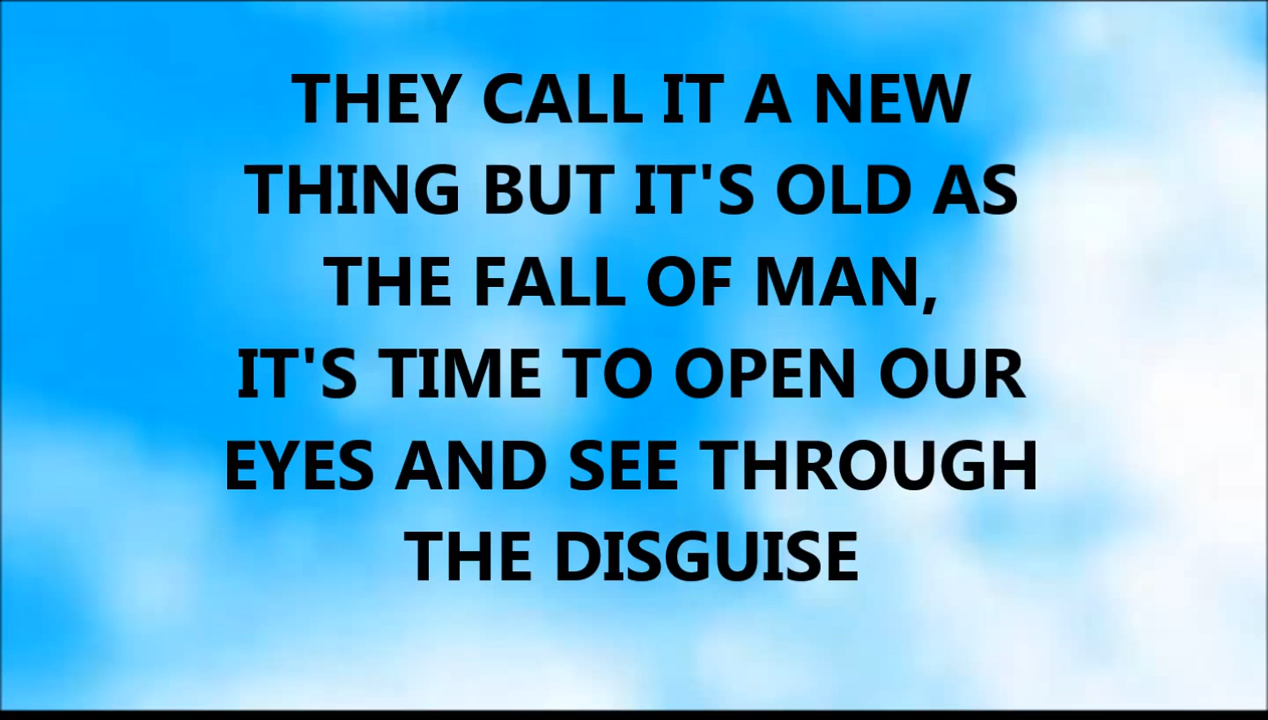 THEY CALL IT A NEW
THING BUT IT'S OLD AS
THE FALL OF MAN,
IT'S TIME TO OPEN OUR
EYES AND SEE THROUGH
THE DISGUISE